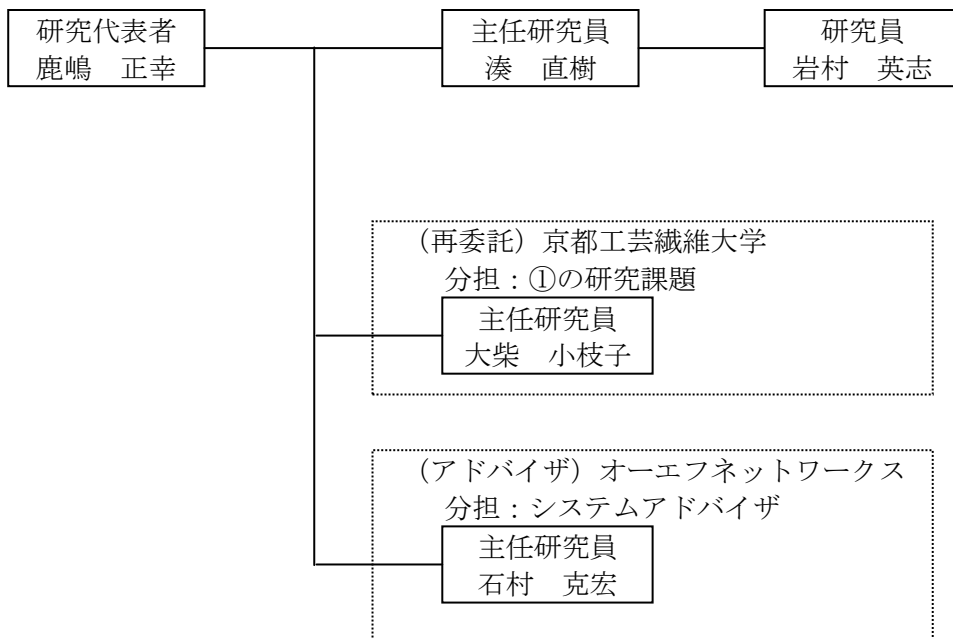 研究代表者
鹿嶋　正幸
主任研究員
湊　直樹
研究員
岩村　英志
（再委託）京都工芸繊維大学
分担：①の研究課題
主任研究員
大柴　小枝子
（アドバイザ）オーエフネットワークス
分担：システムアドバイザ
主任研究員
石村　克宏